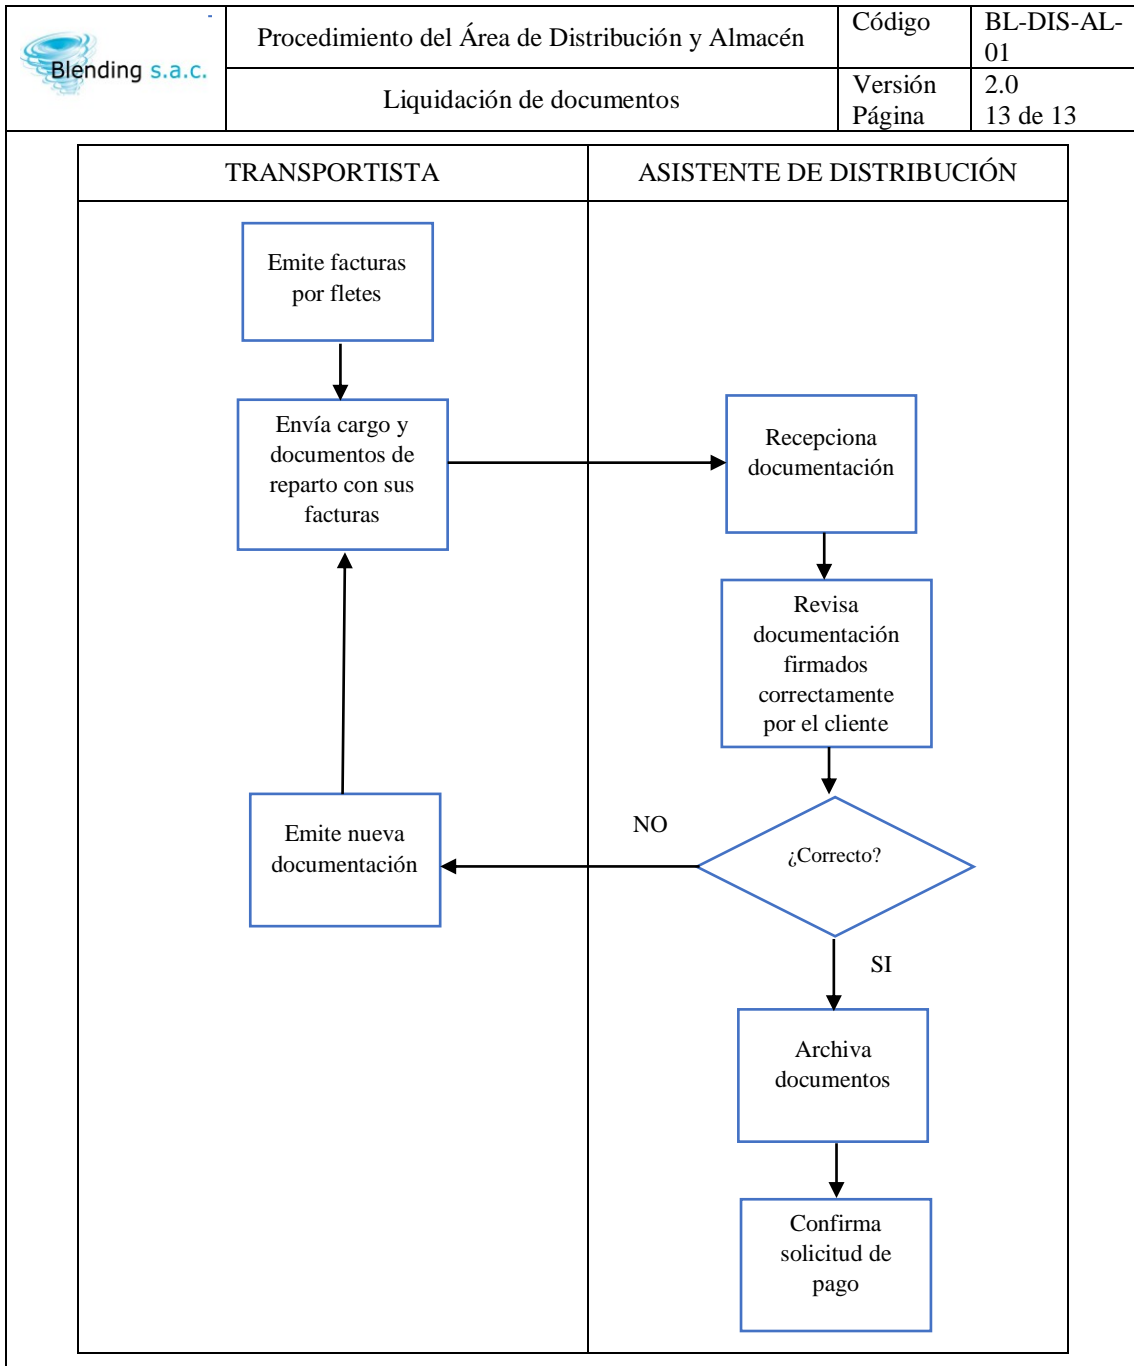 Blending s.a.c.
Procedimiento del Área de Distribución y Almacén
Código
BL-DIS-AL-
01
Liquidación de documentos
Versión
2.0
Página
13 de 13
TRANSPORTISTA
ASISTENTE DE DISTRIBUCIÓN
Emite facturas
por fletes
Envía cargo y
documentos de
reparto con sus
facturas
Recepciona
documentación
Revisa
documentación
firmados
correctamente
por el cliente
¿Correcto?
NO
Emite nueva
documentación
SI
Archiva
documentos
Confirma
solicitud de
pago